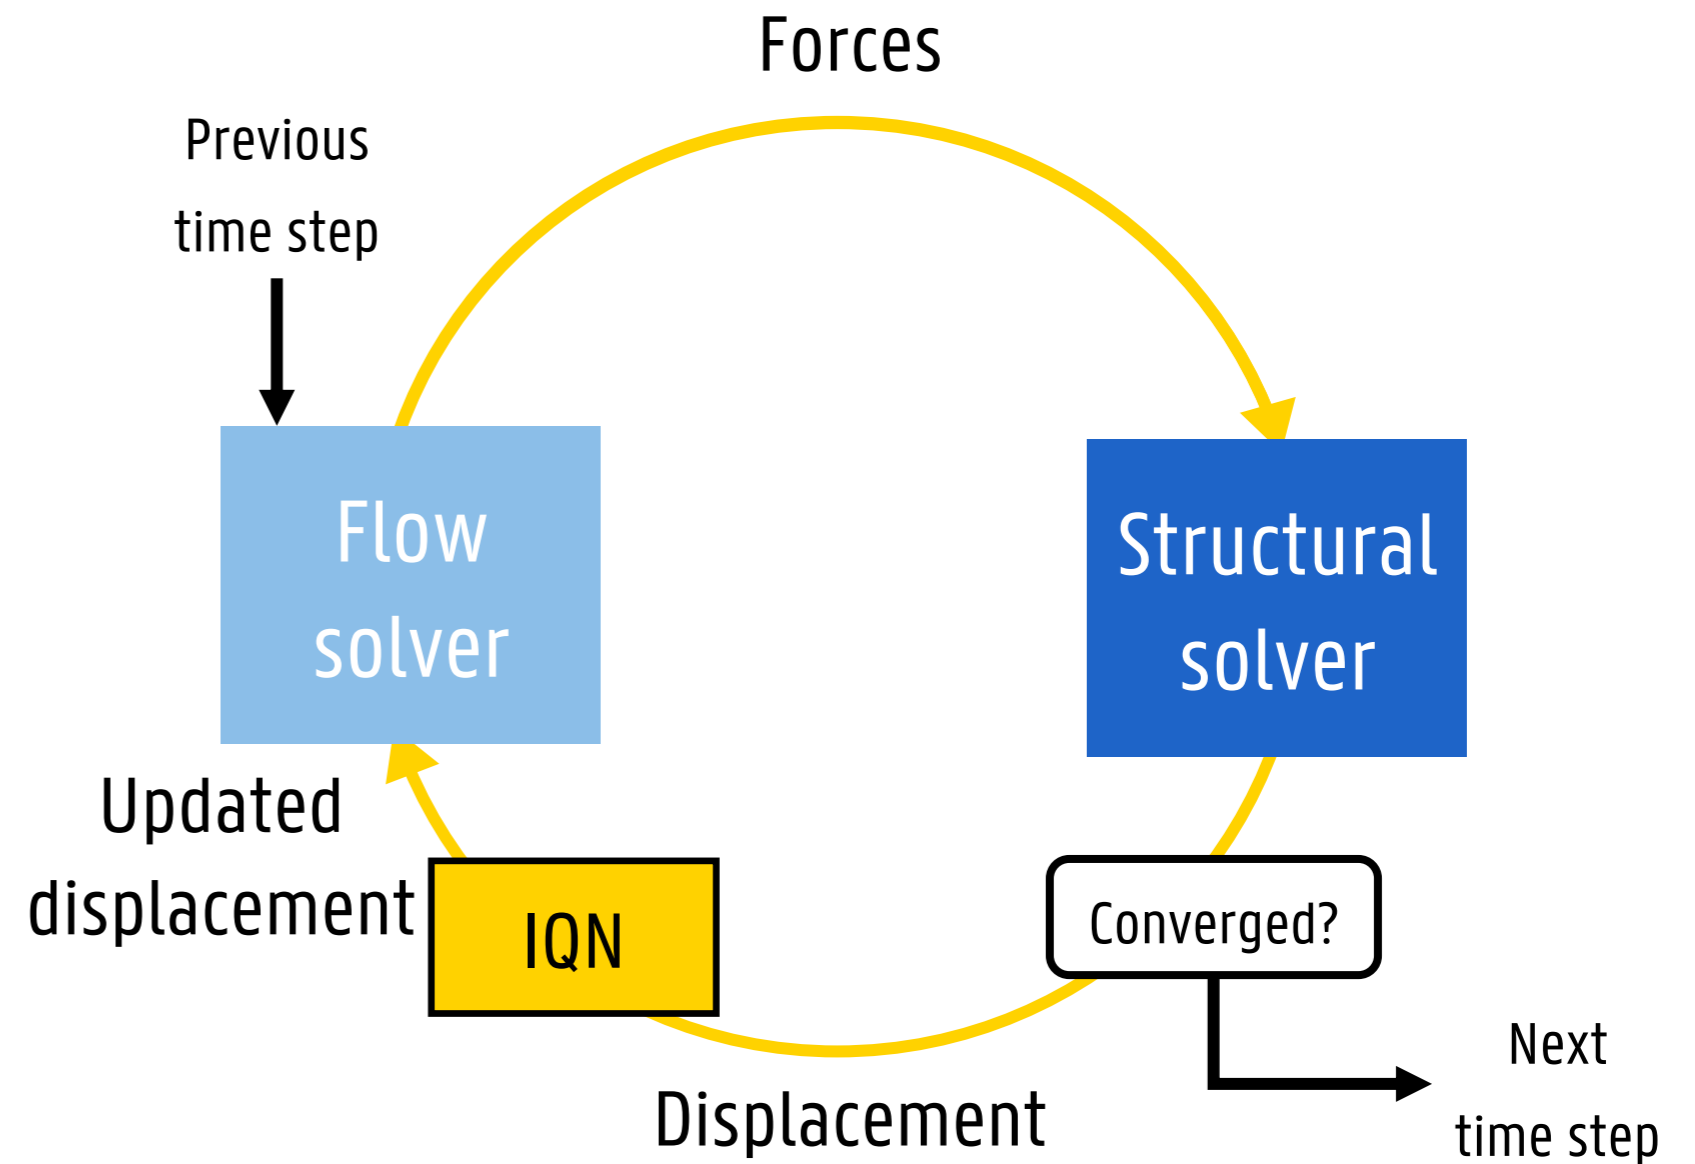 Forces
Previous
time step
Flow
solver
Structural
solver
Updated
displacement
IQN
Converged?
Displacement
Next
time step